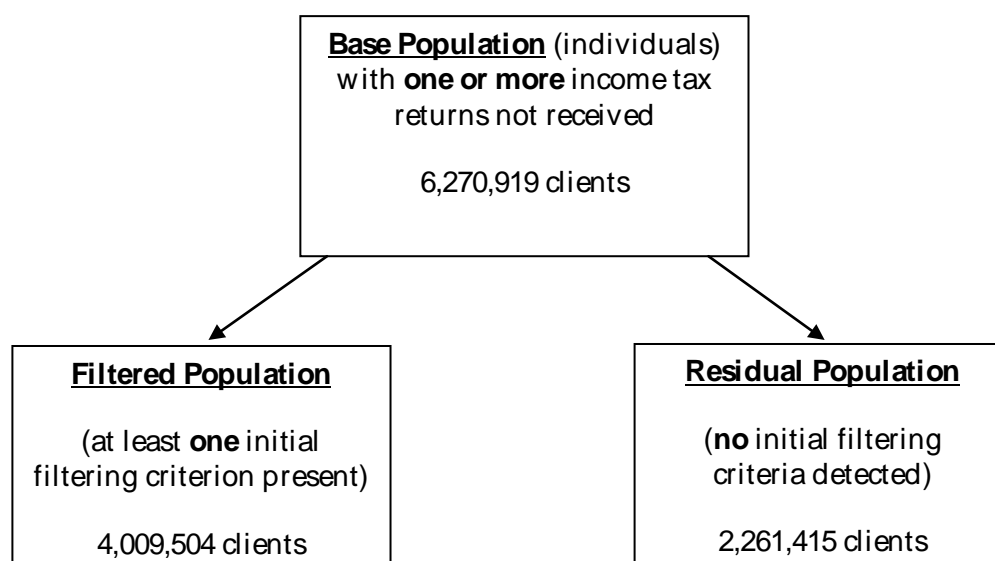 Base Population (individuals)
with one or more income tax
returns not received
6,270,919 clients
Filtered Population
(at least one initial
filtering criterion present)
4,009,504 clients
Residual Population
(no initial filtering
criteria detected)
2,261,415 clients